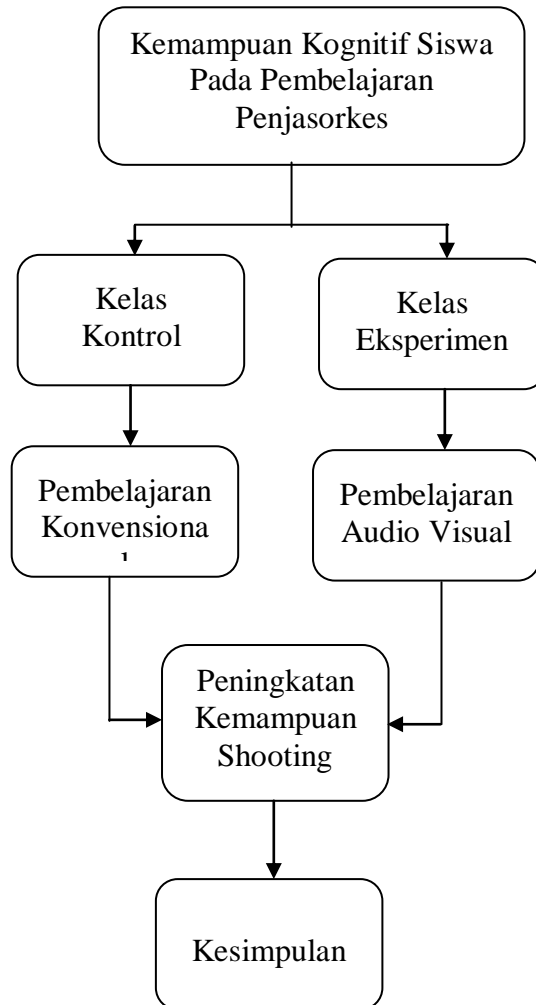 Kemampuan Kognitif Siswa
Pada Pembelajaran
Penjasorkes
Kelas
Kontrol
Kelas
Eksperimen
Pembelajaran
Konvensiona
l
Pembelajaran
Audio Visual
Peningkatan
Kemampuan
Shooting
Kesimpulan